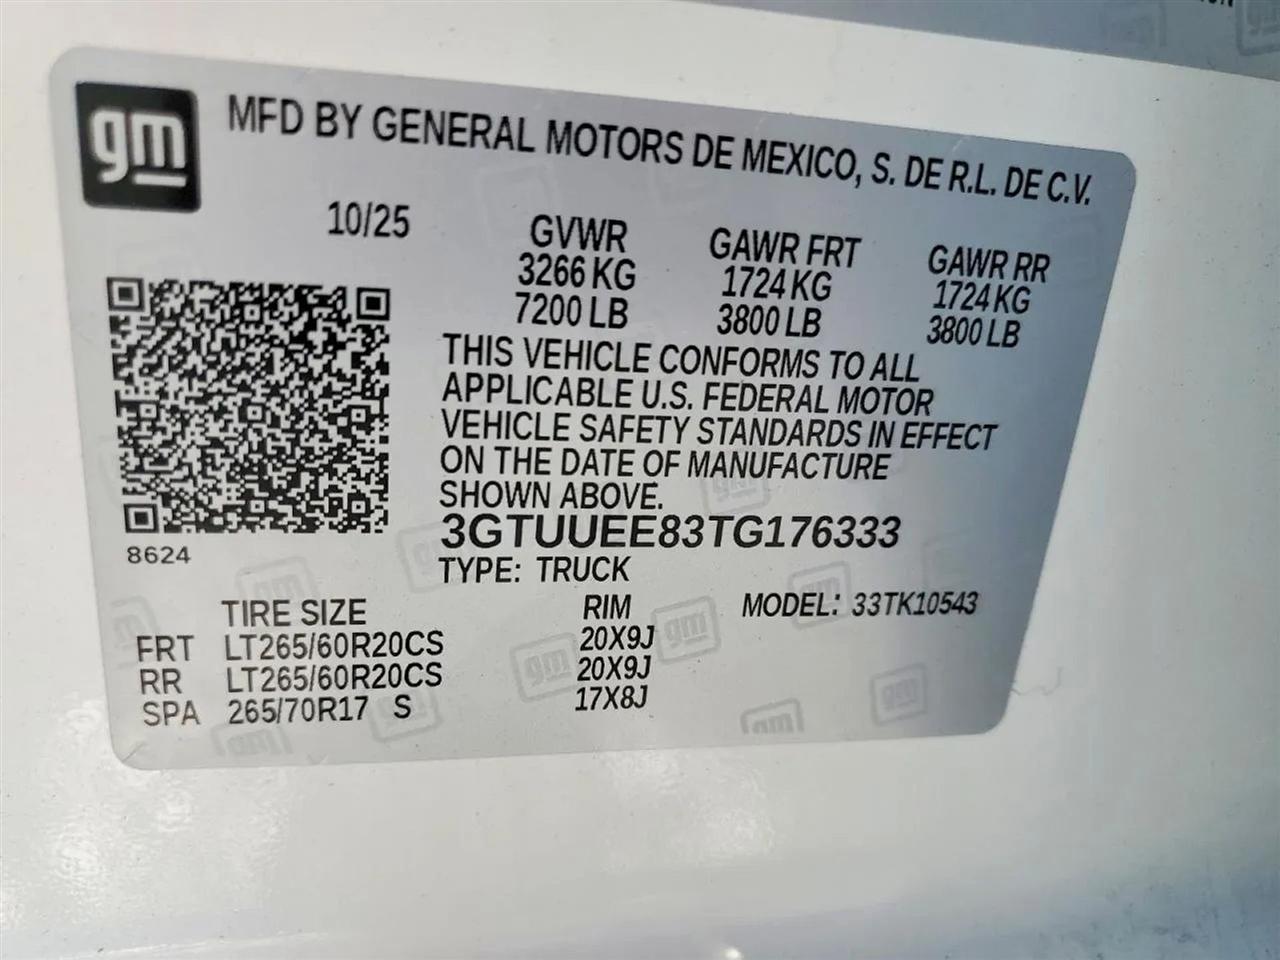 gm MFD BY GENERAL MOTORS DE MEXICO, S. DE R.L. DE C.V.
10/25 GVWR GAWR FRT GAWR RR
3266 KG 1724 KG 1724 KG
7200 LB 3800 LB 3800 LB
THIS VEHICLE CONFORMS TO ALL
APPLICABLE U.S. FEDERAL MOTOR
VEHICLE SAFETY STANDARDS IN EFFECT
ON THE DATE OF MANUFACTURE
SHOWN ABOVE.
3GTUUEE83TG176333
8624
TYPE: TRUCK
TIRE SIZE RIM MODEL: 33TK10543
FRT LT265/60R20CS 20X9J
RR LT265/60R20CS 20X9J
SPA 265/70R17 S 17X8J